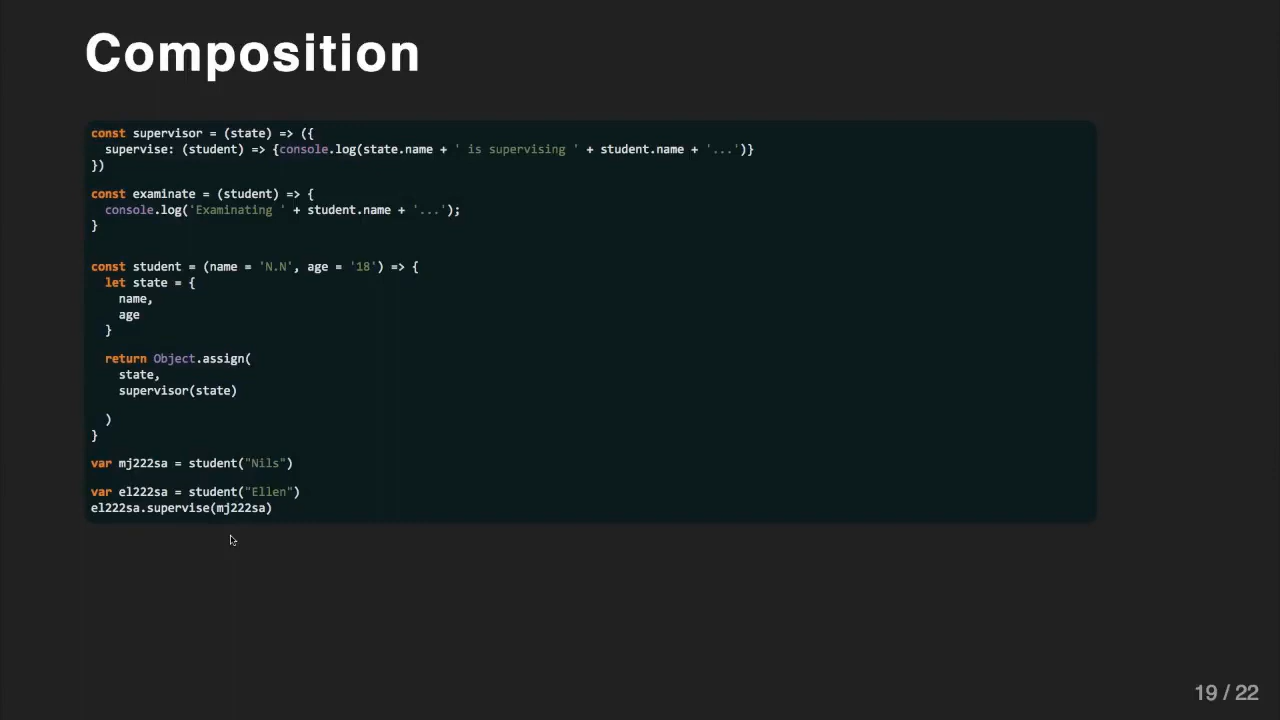 Composition
const supervisor = (state) => ({
  supervise: (student) => {console.log(state.name + ' is supervising ' + student.name + '...')}
})
const examinate = (student) => {
  console.log('Examinating ' + student.name + '...');
}
const student = (name = 'N.N', age = '18') => {
  let state = {
    name,
    age
  }
  return Object.assign(
    state,
    supervisor(state)
  )
}
var mj222sa = student("Nils")
var el222sa = student("Ellen")
el222sa.supervise(mj222sa)
19 / 22